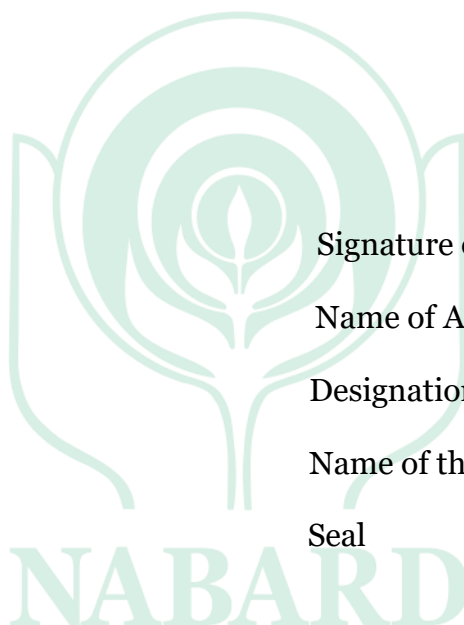 Signature
Name of A
Designation
Name of th
Seal
NABARD